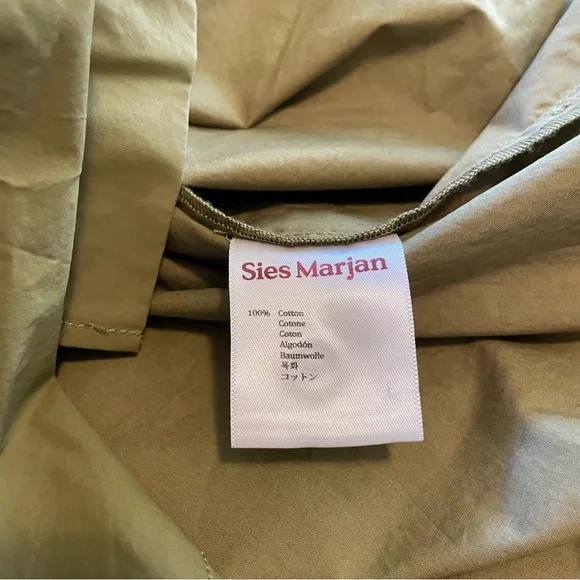 Sies Marjan
100% Cotton
Cotone
Coton
Algodón
Baumwolle
목화
コットン